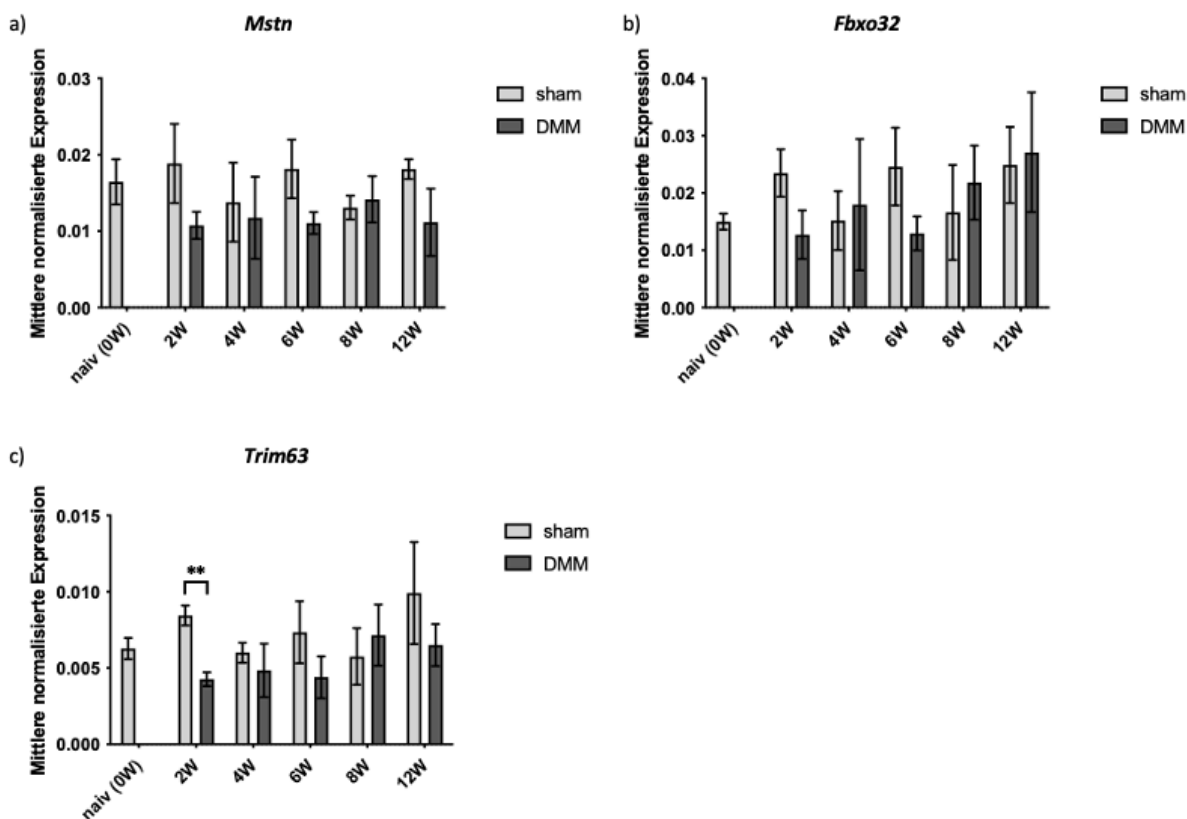 a)
Mstn
Mittlere normalisierte Expression
0.03
0.02
0.01
0.00
naiv (0W)
2W
4W
6W
8W
12W
sham
DMM
b)
Fbxo32
Mittlere normalisierte Expression
0.04
0.03
0.02
0.01
0.00
naiv (0W)
2W
4W
6W
8W
12W
sham
DMM
c)
Trim63
Mittlere normalisierte Expression
0.015
0.010
0.005
0.000
**
naiv (0W)
2W
4W
6W
8W
12W
sham
DMM